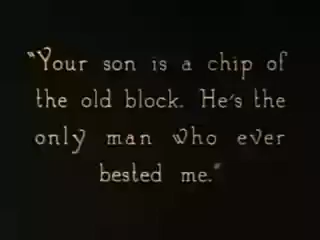 "Your son is a chip of
the old block. He's the
only man who ever
bested me."